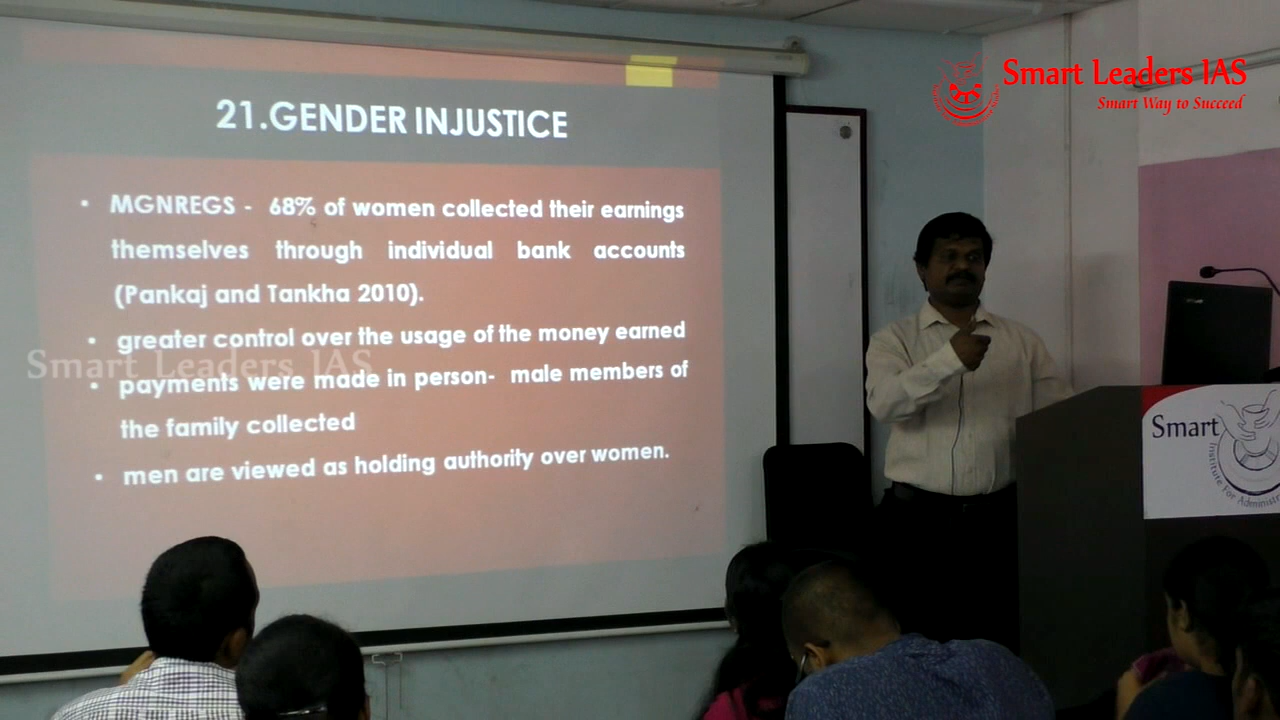 Smart Leaders IAS
Smart Way to Succeed
21.GENDER INJUSTICE
• MGNREGS - 68% of women collected their earnings
themselves through individual bank accounts
(Pankaj and Tankha 2010).
• greater control over the usage of the money earned
Smart Leaders IAS
• payments were made in person- male members of
the family collected
• men are viewed as holding authority over women.
Smart
Institute For